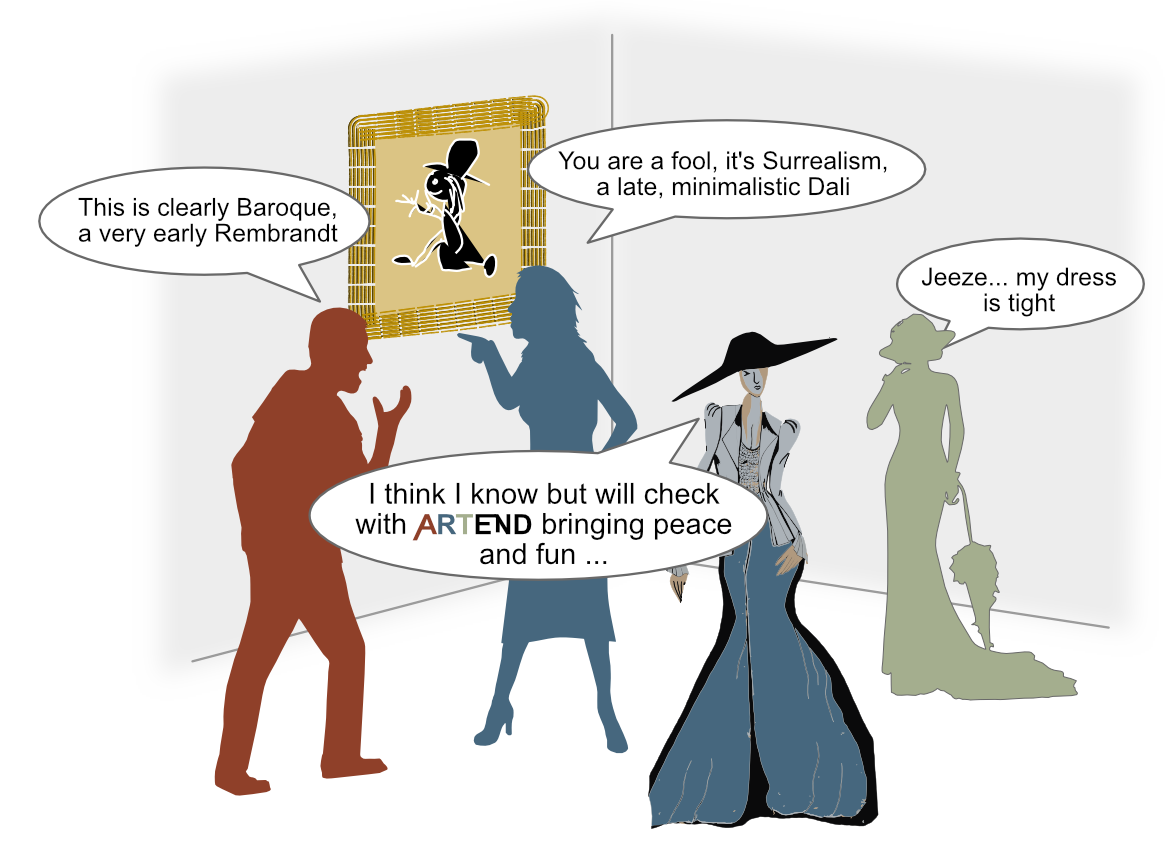 This is clearly Baroque,
a very early Rembrandt
You are a fool, it's Surrealism,
a late, minimalistic Dali
Jeeze... my dress
is tight
I think I know but will check
with ARTEND bringing peace
and fun ...